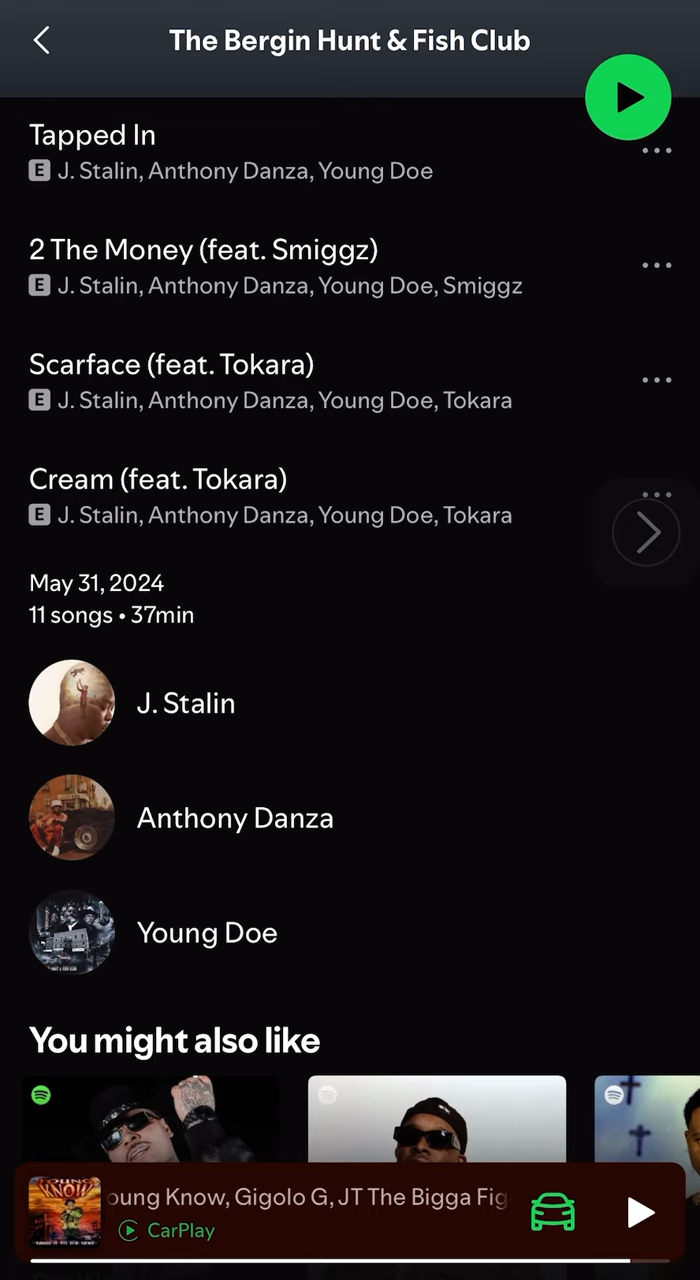 The Bergin Hunt & Fish Club
Tapped In
E J. Stalin, Anthony Danza, Young Doe
2 The Money (feat. Smiggz)
E J. Stalin, Anthony Danza, Young Doe, Smiggz
Scarface (feat. Tokara)
E J. Stalin, Anthony Danza, Young Doe, Tokara
Cream (feat. Tokara)
E J. Stalin, Anthony Danza, Young Doe, Tokara
May 31, 2024
11 songs • 37min
J. Stalin
Anthony Danza
Young Doe
You might also like
YOUNG
KNOW
oung Know, Gigolo G, JT The Bigga Fig
CarPlay